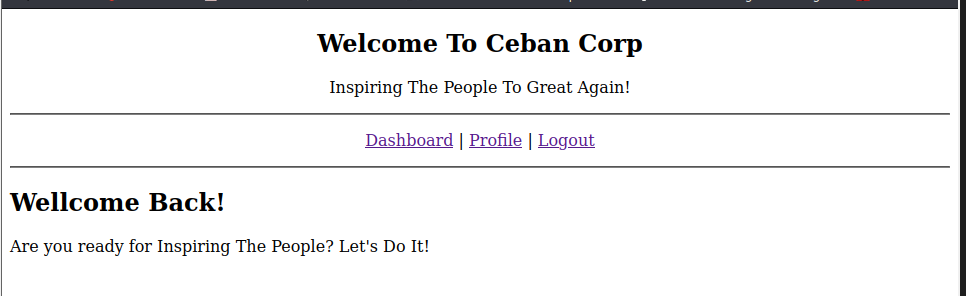 Welcome To Ceban Corp
Inspiring The People To Great Again!
Dashboard | Profile | Logout
Wellcome Back!
Are you ready for Inspiring The People? Let's Do It!